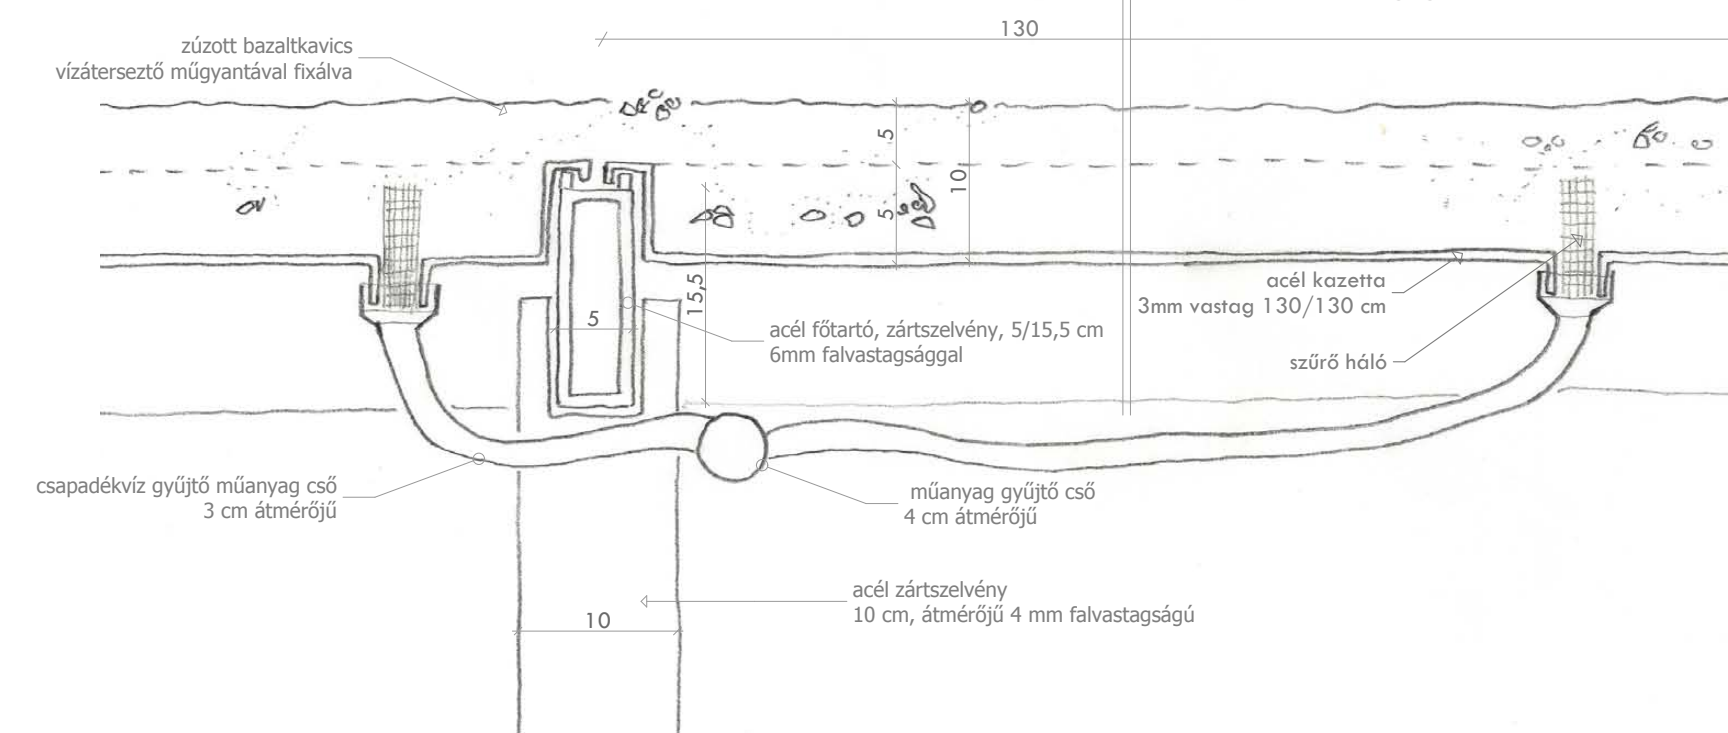 130
zúzott bazaltkavics
vízáterseztő műgyantával fixálva
5
10
5
15,5
acél kazetta
3mm vastag 130/130 cm
5
acél főtartó, zártszelvény, 5/15,5 cm
6mm falvastagsággal
szűrő háló
csapadékvíz gyűjtő műanyag cső
3 cm átmérőjű
műanyag gyűjtő cső
4 cm átmérőjű
acél zártszelvény
10 cm, átmérőjű 4 mm falvastagságú
10